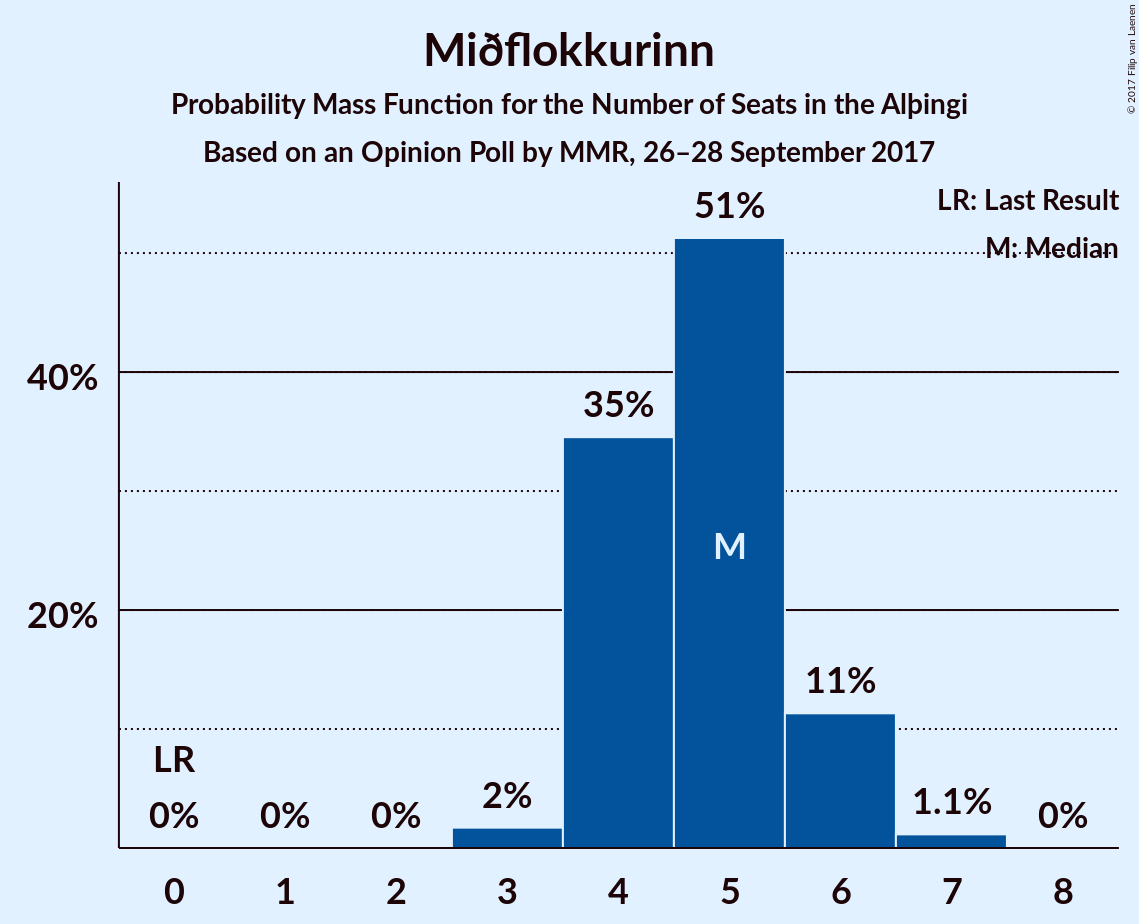 Miðflokkurinn
Probability Mass Function for the Number of Seats in the Alþingi
Based on an Opinion Poll by MMR, 26–28 September 2017
© 2017 Filip van Laenen
LR: Last Result
M: Median
40%
20%
LR
0%
0%
0%
2%
35%
51%
M
11%
1.1%
0%
0 1 2 3 4 5 6 7 8